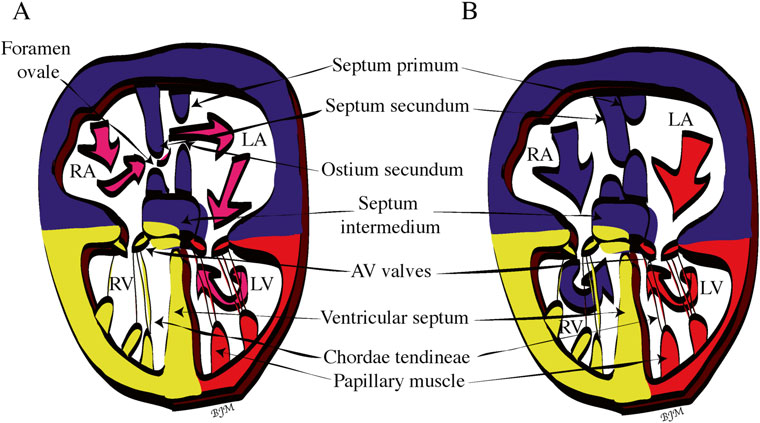 A
B
Foramen
ovale
Septum primum
Septum secundum
LA
LA
RA
RA
Ostium secundum
Septum
intermedium
AV valves
RV
LV
LV
Ventricular septum
RV
Chordae tendineae
Papillary muscle
BJM
BJM